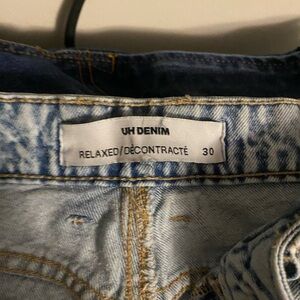 UH DENIM
RELAXED/DÉCONTRACTÉ 30